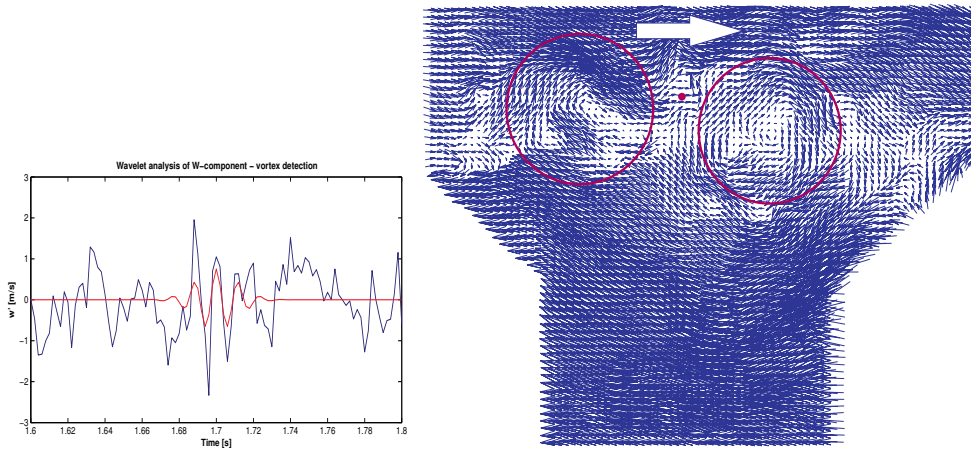 Wavelet analysis of W−component − vortex detection
3
2
1
0
−1
−2
−3
w' [m/s]
1.6 1.62 1.64 1.66 1.68 1.7 1.72 1.74 1.76 1.78 1.8
Time [s]